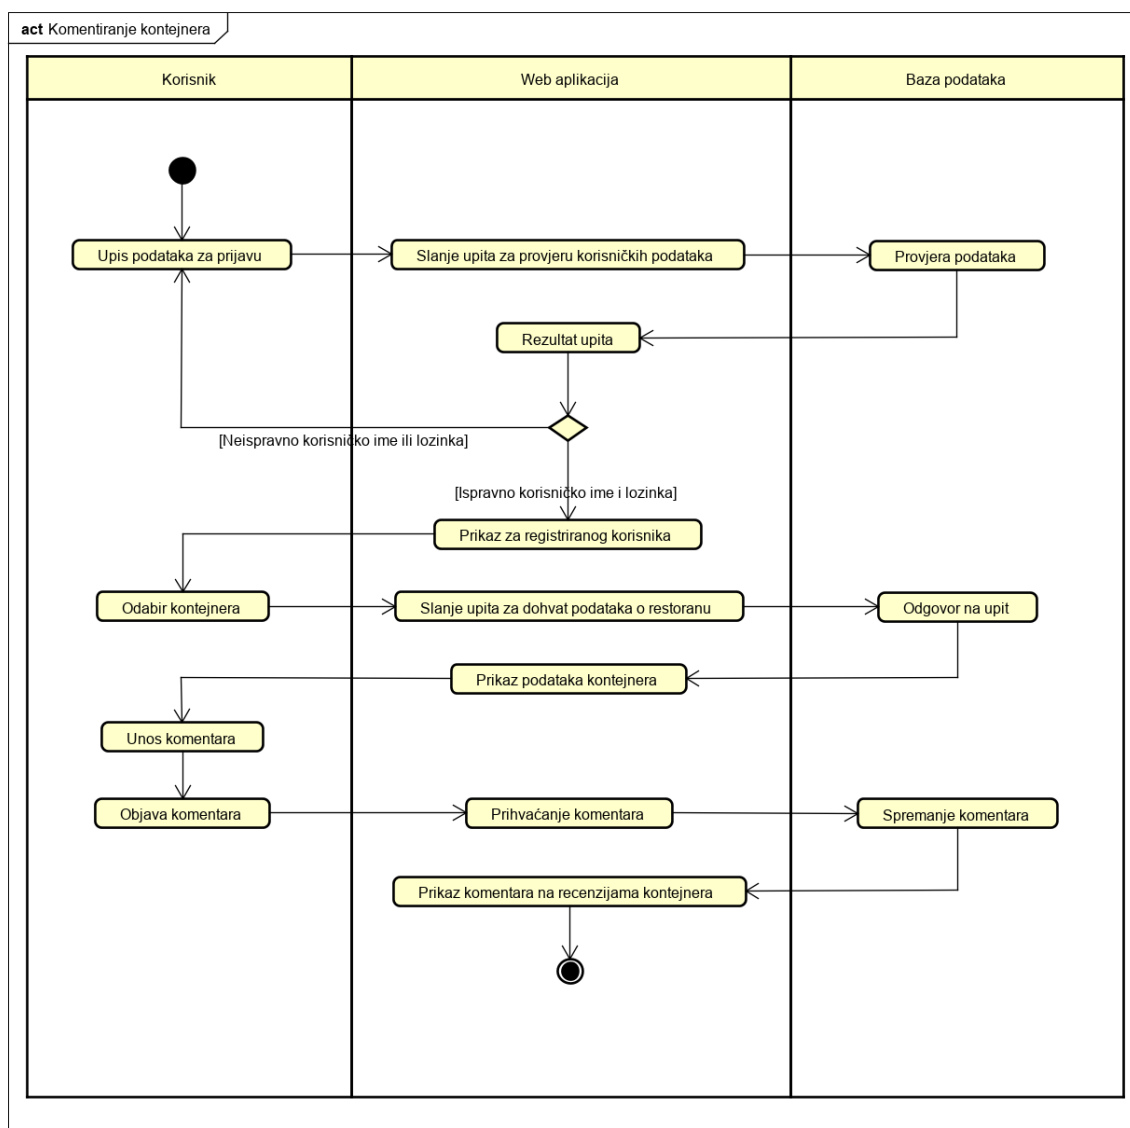 act Komentiranje kontejnera
Korisnik
Web aplikacija
Baza podataka
Upis podataka za prijavu
Slanje upita za provjeru korisničkih podataka
Provjera podataka
Rezultat upita
[Neispravno korisničko ime ili lozinka]
[Ispravno korisničko ime i lozinka]
Prikaz za registriranog korisnika
Odabir kontejnera
Slanje upita za dohvat podataka o restoranu
Odgovor na upit
Prikaz podataka kontejnera
Unos komentara
Objava komentara
Prihvaćanje komentara
Spremanje komentara
Prikaz komentara na recenzijama kontejnera